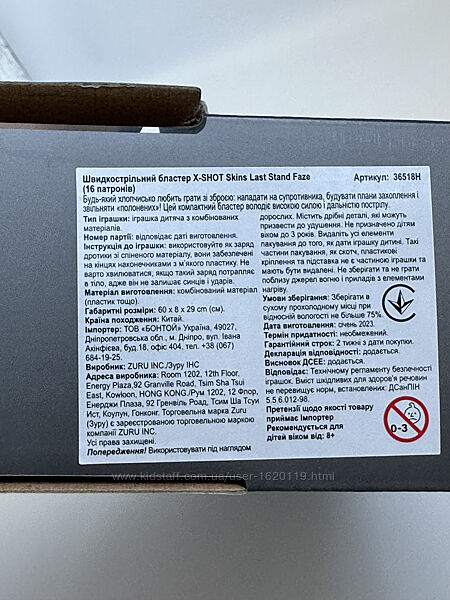 Швидкострільний бластер X-SHOT Skins Last Stand Faze
(16 патронів)
Артикул: 36518H
Будь-який хлопчисько любить грати зі зброєю: нападати на супротивника, будувати плани захоплення і
звільняти «полонених»! Цей компактний бластер володіє високою силою і дальністю пострілу.
Тип іграшки: іграшка дитяча з комбінованих
матеріалів.
Номер партії: відповідає даті виготовлення.
Інструкція до іграшки: використовуйте як заряд
дротики зі спіненого матеріалу, вони забезпечені
на кінцях наконечниками з м'якого пластику. Не
варто хвилюватися, якщо такий заряд потрапляє
в тіло, адже він не залишає синців і ударів.
Матеріал виготовлення: комбінований матеріал
(пластик тощо).
Габаритні розміри: 60 х 8 х 29 см (см).
Країна походження: Китай.
Імпортер: ТОВ «БОНТОЙ» Україна, 49027,
Дніпропетровська обл., м. Дніпро, вул. Івана
Акінфієва, буд.18, оф. 404, тел. +38 (067)
684-19-25.
Виробник: ZURU INC./Зуру ІНС
Адреса виробника: Room 1202, 12th Floor,
Energy Plaza,92 Granville Road, Tsim Sha Tsui
East, Kowloon, HONG KONG./Рум 1202, 12 Флор,
Енерджи Плаза, 92 Гренвіль Роад, Тсим Ша Тсуи
Ист, Коулун, Гонконг. Торговельна марка Zuru
(Зуру) є зареєстрованою торговельною маркою
компанії ZURU INC.
Усі права захищені.
Попередження! Використовувати під наглядом
дорослих. Містить дрібні деталі, які можуть
призвести до удушення. Не призначено дітям
віком до 3 років. Видаліть усі елементи
пакування до того, як дати іграшку дитині. Такі
частини пакування, як скотч, пластикові
кріплення та підставка не є частиною іграшки та
мають бути видалені. Не зберігати та не грати
поблизу джерел вогню і приладів з елементами
нагріву.
Умови зберігання: Зберігати в
сухому прохолодному місці при
відносній вологості не більше 75%.
Дата виготовлення: січень 2023.
Термін придатності: необмежений.
Гарантійний строк: 2 тижні з дати покупки.
Декларація відповідності: додається.
Висновок ДСЕЕ: додається.
Відповідає: Технічному регламенту безпечності
іграшок. Вміст шкідливих для здоров'я речовин
не перевищує норм, встановлених: ДСанПІН
5.5.6.012-98.
Претензії щодо якості товару
приймає Імпортер
Рекомендується для
дітей віком від: 8+
0-3
www.kidstaff.com.ua/user-1620119.html